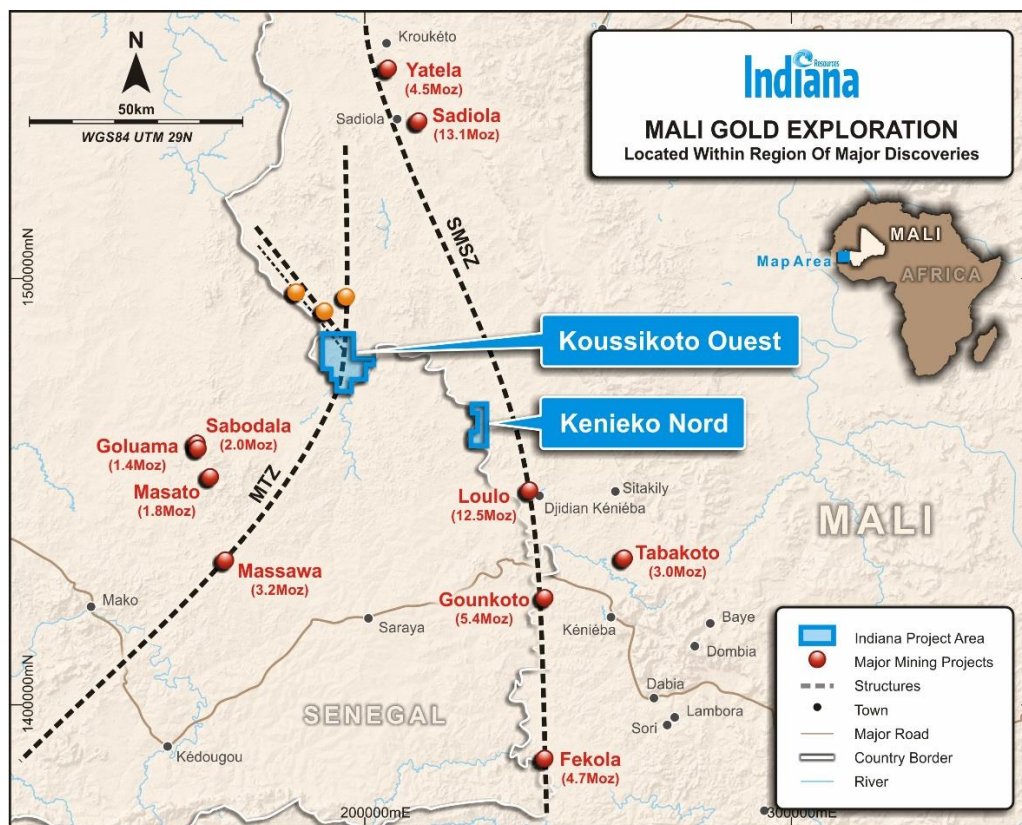 N
50km
WGS84 UTM 29N
Kroukéto
Yatela
(4.5Moz)
Sadiola
Sadiola
(13.1Moz)
Indiana
Resources
MALI GOLD EXPLORATION
Located Within Region Of Major Discoveries
MALI
Map Area
AFRICA
SMSZ
1500000mN
Koussikoto Ouest
Kenieko Nord
Sabodala
(2.0Moz)
Goluama
(1.4Moz)
Masato
(1.8Moz)
MTZ
Loulo
(12.5Moz)
Sitakily
Djidian Kéniéba
MALI
Massawa
(3.2Moz)
Tabakoto
(3.0Moz)
Mako
Saraya
Gounkoto
(5.4Moz)
Kéniéba
Baye
Dombia
Dabia
Lambora
Sori
1400000mN
SENEGAL
Kédougou
Fekola
(4.7Moz)
200000mE
300000mE
Indiana Project Area
Major Mining Projects
Structures
Town
Major Road
Country Border
River